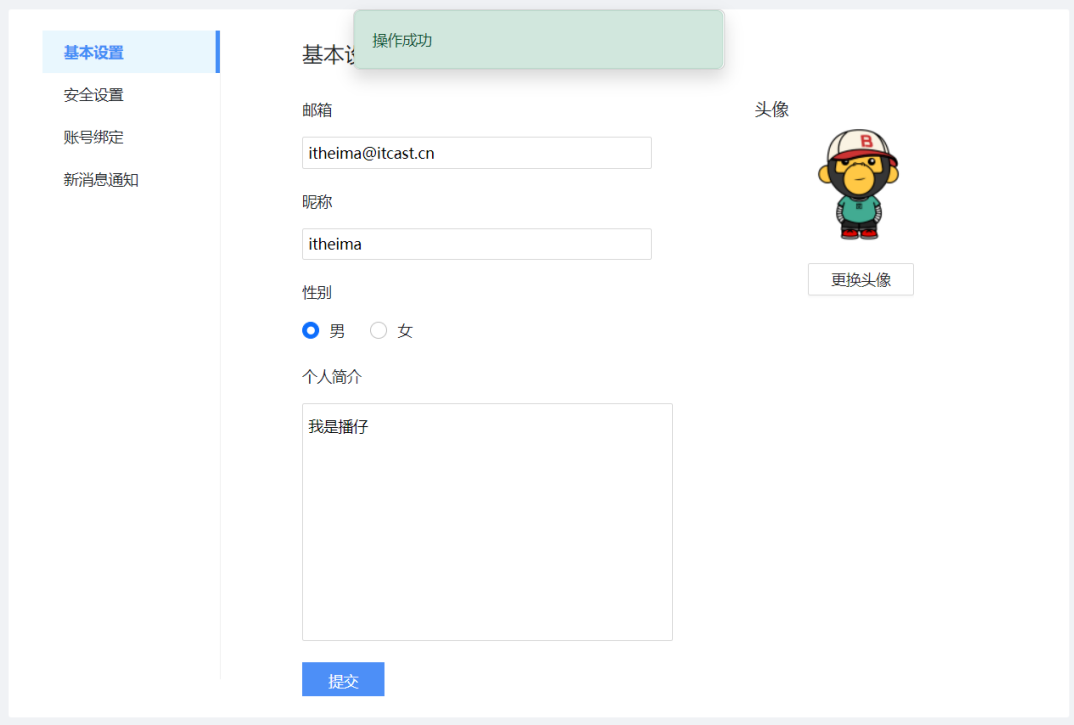 操作成功
基本设置
安全设置
账号绑定
新消息通知
基本设
邮箱
itheima@itcast.cn
昵称
itheima
性别
男 女
个人简介
我是播仔
提交
头像
B
更换头像